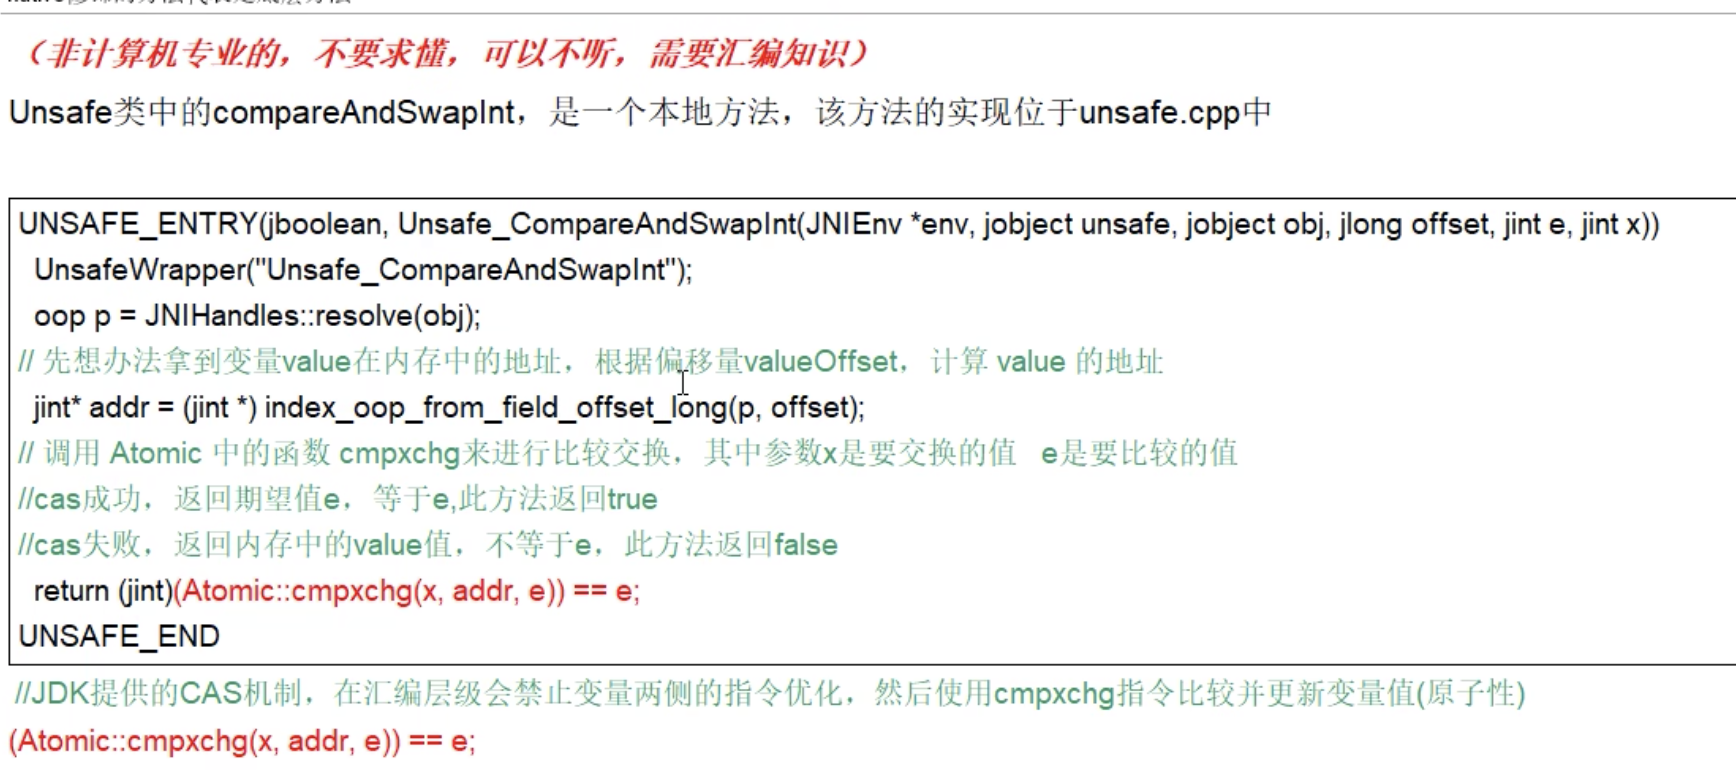 （非计算机专业的，不要求懂，可以不听，需要汇编知识）
Unsafe类中的compareAndSwapInt，是一个本地方法，该方法的实现位于unsafe.cpp中
UNSAFE_ENTRY(jboolean, Unsafe_CompareAndSwapInt(JNIEnv *env, jobject unsafe, jobject obj, jlong offset, jint e, jint x))
UnsafeWrapper("Unsafe_CompareAndSwapInt");
oop p = JNIHandles::resolve(obj);
// 先想办法拿到变量value在内存中的地址，根据偏移量valueOffset，计算 value 的地址
jint* addr = (jint *) index_oop_from_field_offset_long(p, offset);
// 调用 Atomic 中的函数 cmpxchg来进行比较交换，其中参数x是要交换的值 e是要比较的值
//cas成功，返回期望值e，等于e,此方法返回true
//cas失败，返回内存中的value值，不等于e，此方法返回false
return (jint)(Atomic::cmpxchg(x, addr, e)) == e;
UNSAFE_END
//JDK提供的CAS机制，在汇编层级会禁止变量两侧的指令优化，然后使用cmpxchg指令比较并更新变量值(原子性)
(Atomic::cmpxchg(x, addr, e)) == e;